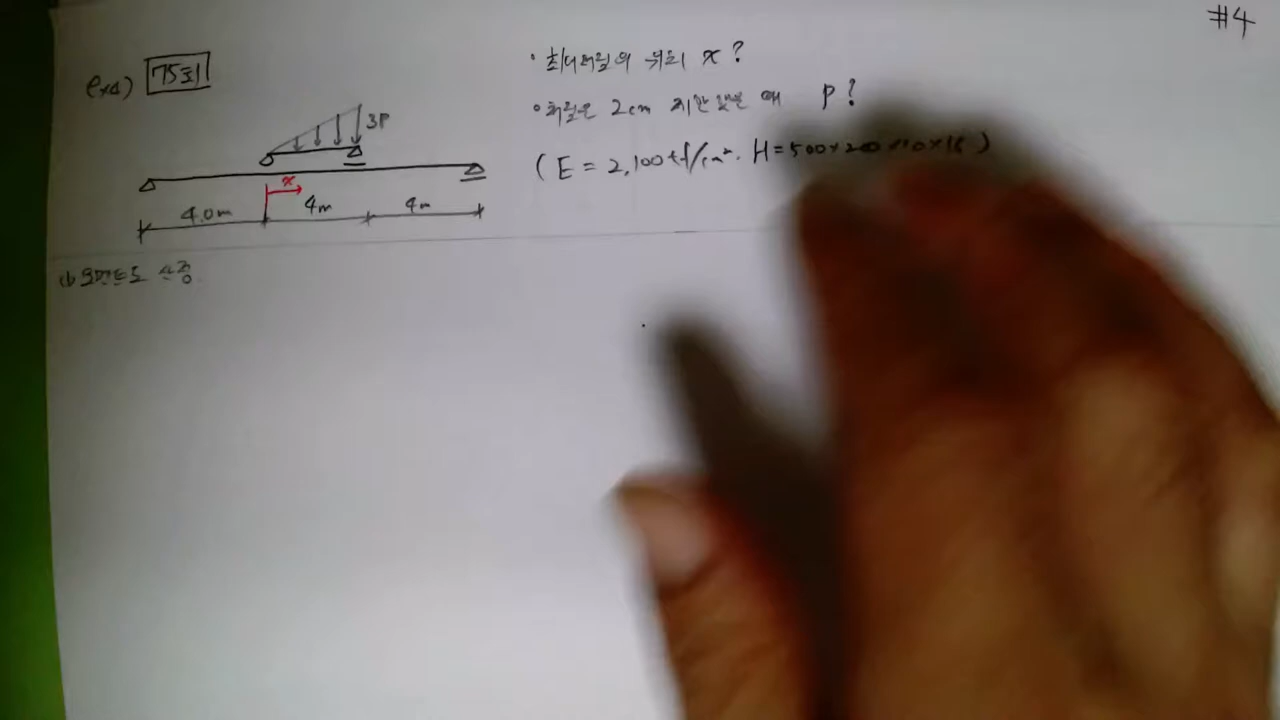 #4
ex4) 75회
• 최대처짐의 위치 x?
• 처짐을 2cm 제한 했을 때 P?
(E = 2,100 tf/cm². H = 500×200×10×16)
3P
x
4.0m 4m 4m
1) 모멘트도 산정